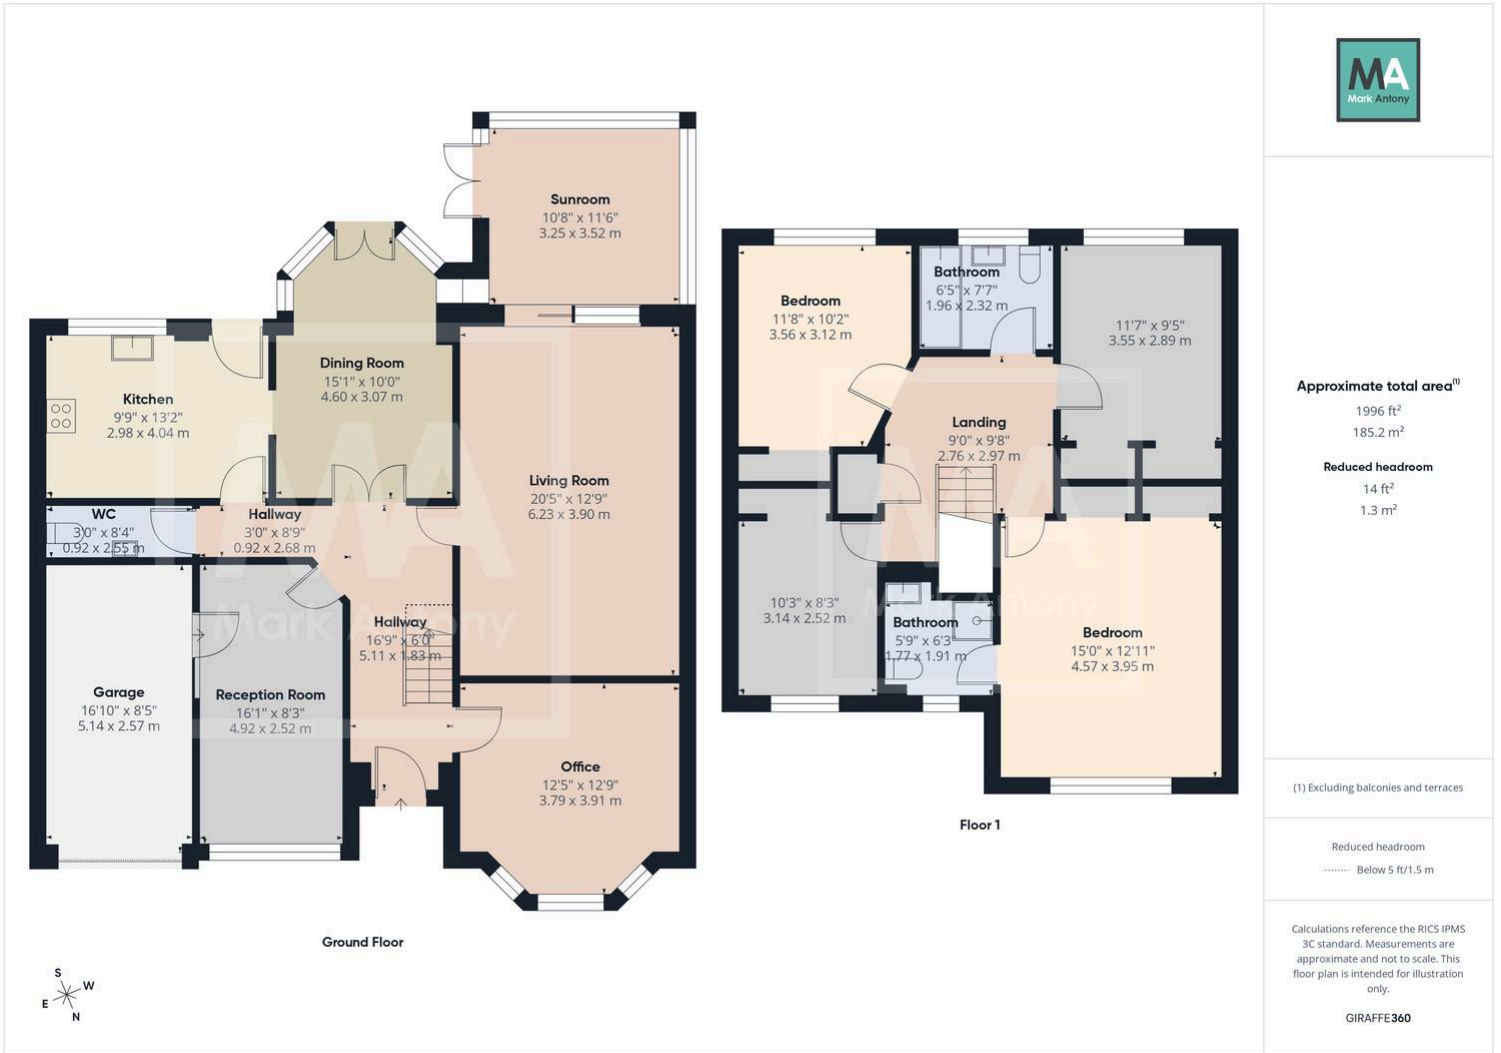 Sunroom
10'8" x 11'6"
3.25 x 3.52 m
Dining Room
15'1" x 10'0"
4.60 x 3.07 m
Kitchen
9'9" x 13'2"
2.98 x 4.04 m
Living Room
20'5" x 12'9"
6.23 x 3.90 m
WC
3'0" x 8'4"
0.92 x 2.55 m
Hallway
3'0" x 8'9"
0.92 x 2.68 m
Hallway
16'9" x 6'0"
5.11 x 1.83 m
Garage
16'10" x 8'5"
5.14 x 2.57 m
Reception Room
16'1" x 8'3"
4.92 x 2.52 m
Office
12'5" x 12'9"
3.79 x 3.91 m
MA
Mark Antony
Ground Floor
S
W
E
N
Bedroom
11'8" x 10'2"
3.56 x 3.12 m
Bathroom
6'5" x 7'7"
1.96 x 2.32 m
11'7" x 9'5"
3.55 x 2.89 m
Landing
9'0" x 9'8"
2.76 x 2.97 m
10'3" x 8'3"
3.14 x 2.52 m
Bathroom
5'9" x 6'3"
1.77 x 1.91 m
Bedroom
15'0" x 12'11"
4.57 x 3.95 m
MA
Mark Antony
Floor 1
MA
Mark Antony
Approximate total area(1)
1996 ft²
185.2 m²
Reduced headroom
14 ft²
1.3 m²
(1) Excluding balconies and terraces
Reduced headroom
Below 5 ft/1.5 m
Calculations reference the RICS IPMS
3C standard. Measurements are
approximate and not to scale. This
floor plan is intended for illustration
only.
GIRAFFE360